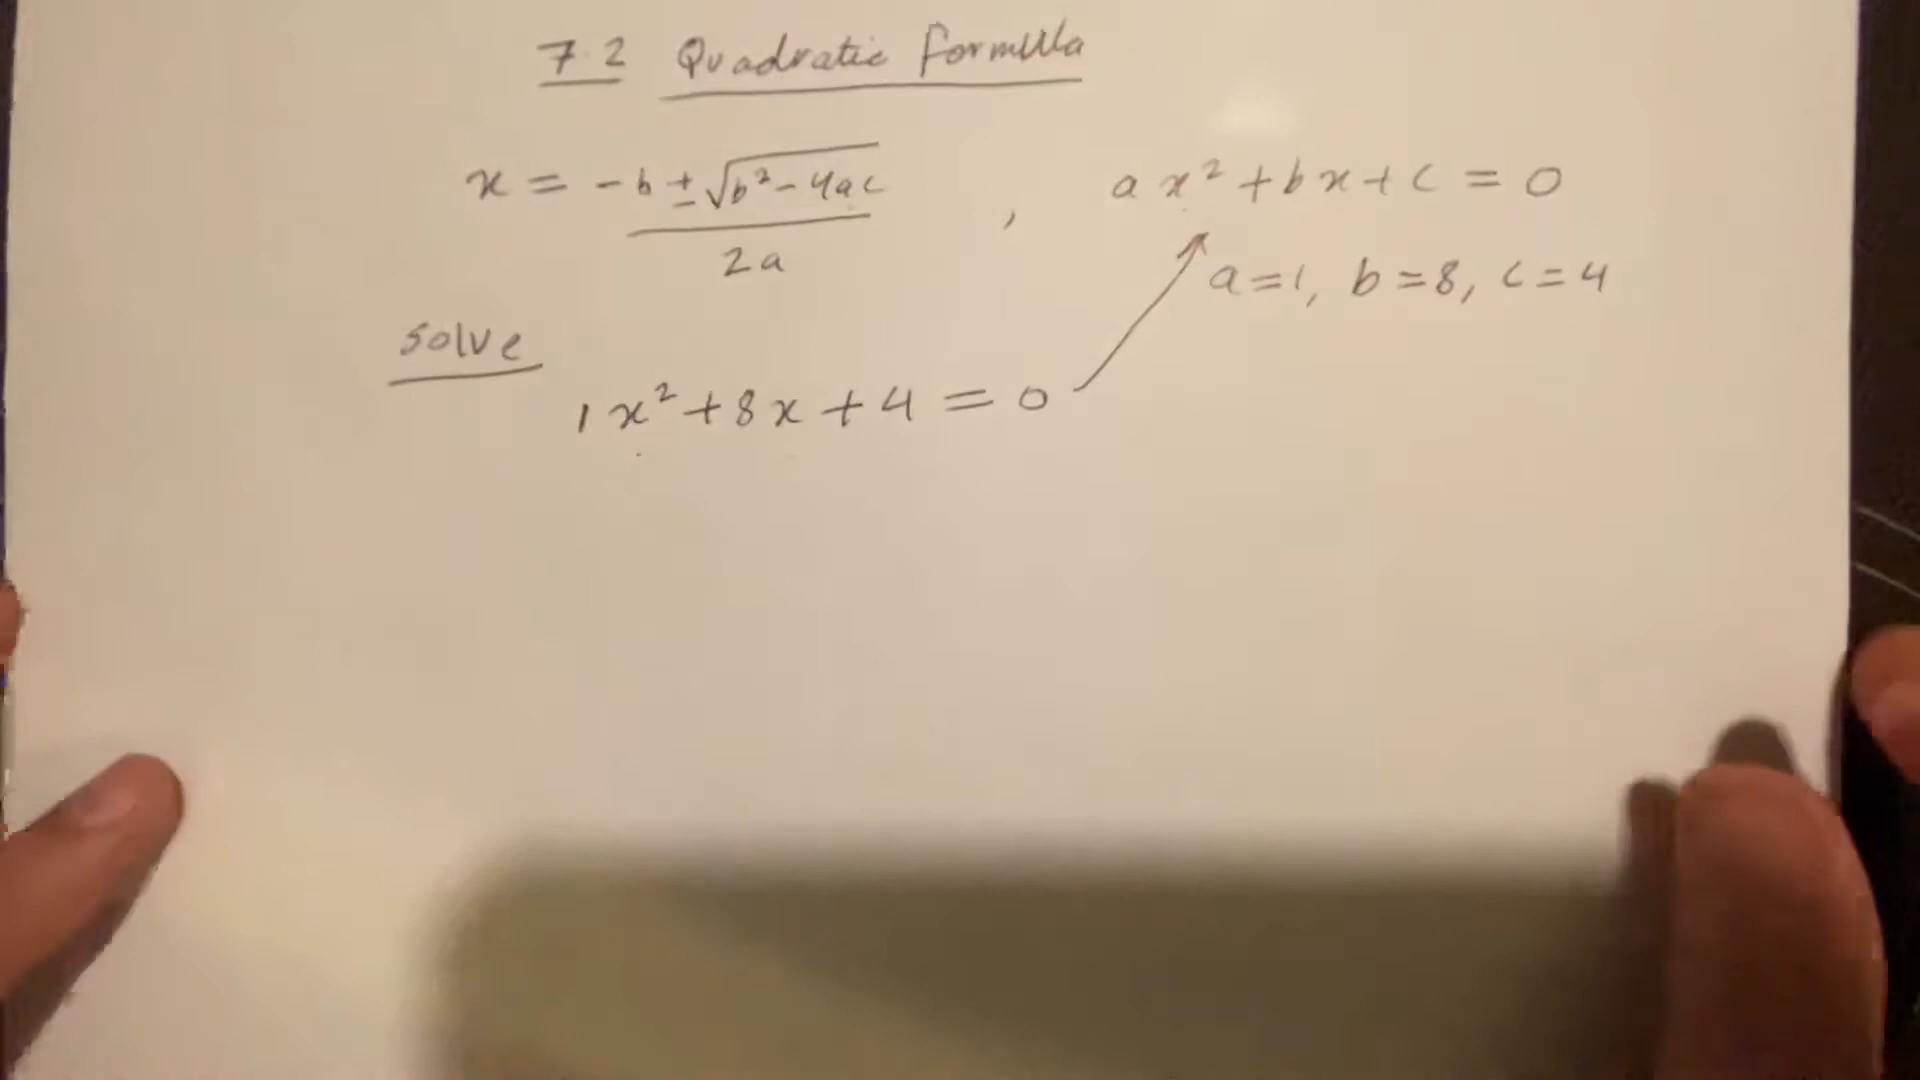 7.2 Quadratic Formula
x = -b ± √b² - 4ac / 2a , ax² + bx + c = 0
a = 1, b = 8, c = 4
Solve
1x² + 8x + 4 = 0